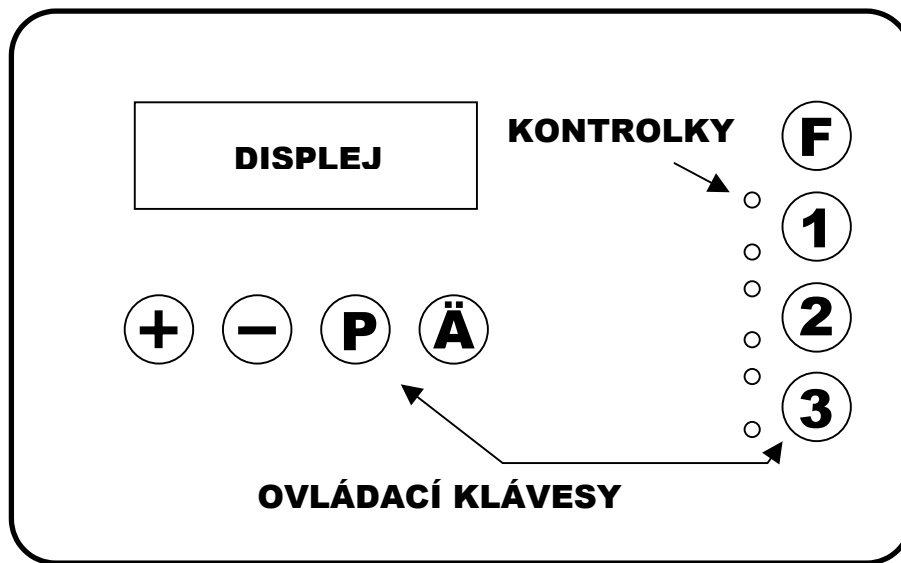 DISPLEJ
KONTROLKY
F
1
2
3
+ − P Ä
OVLÁDACÍ KLÁVESY